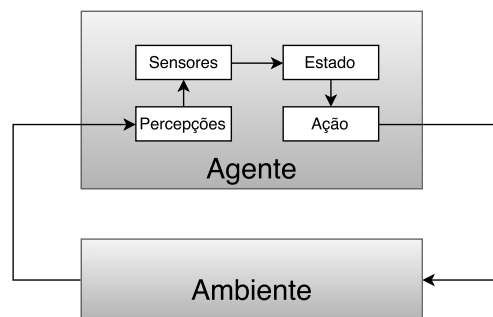 Sensores
Estado
Percepções
Ação
Agente
Ambiente